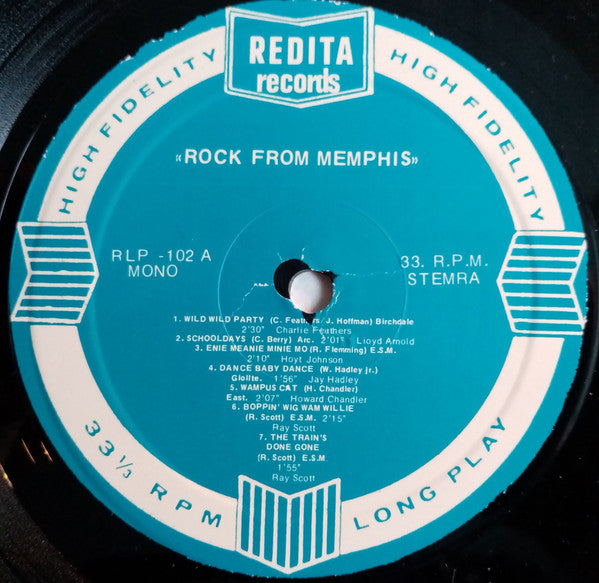 REDITA
records
HIGH FIDELITY
HIGH FIDELITY
«ROCK FROM MEMPHIS»
RLP -102 A
MONO
33. R.P.M.
STEMRA
1. WILD WILD PARTY (C. Feathers/J. Hoffman) Birchdale
2'30" Charlie Feathers
2. SCHOOLDAYS (C. Berry) Arc. 2'01" Lloyd Arnold
3. ENIE MEANIE MINIE MO (R. Flemming) E.S.M.
2'10" Hoyt Johnson
4. DANCE BABY DANCE (W. Hadley jr.)
Glolite. 1'56" Jay Hadley
5. WAMPUS CAT (H. Chandler)
East. 2'07" Howard Chandler
6. BOPPIN' WIG WAM WILLIE
(R. Scott) E.S.M. 2'15"
Ray Scott
7. THE TRAIN'S
DONE GONE
(R. Scott) E.S.M.
1'55"
Ray Scott
33 1/3 RPM
LONG PLAY